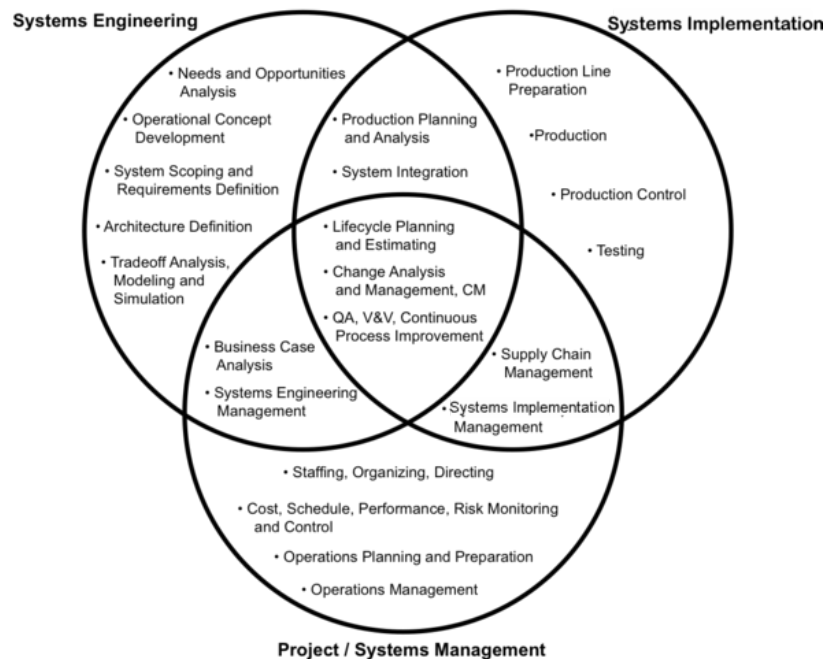 Systems Engineering
Systems Implementation
• Needs and Opportunities
Analysis
• Operational Concept
Development
• System Scoping and
Requirements Definition
• Architecture Definition
• Tradeoff Analysis,
Modeling and
Simulation
• Production Planning
and Analysis
• System Integration
• Production Line
Preparation
•Production
• Production Control
• Testing
• Lifecycle Planning
and Estimating
• Change Analysis
and Management, CM
• QA, V&V, Continuous
Process Improvement
• Business Case
Analysis
• Systems Engineering
Management
• Supply Chain
Management
• Systems Implementation
Management
• Staffing, Organizing, Directing
• Cost, Schedule, Performance, Risk Monitoring
and Control
• Operations Planning and Preparation
• Operations Management
Project / Systems Management